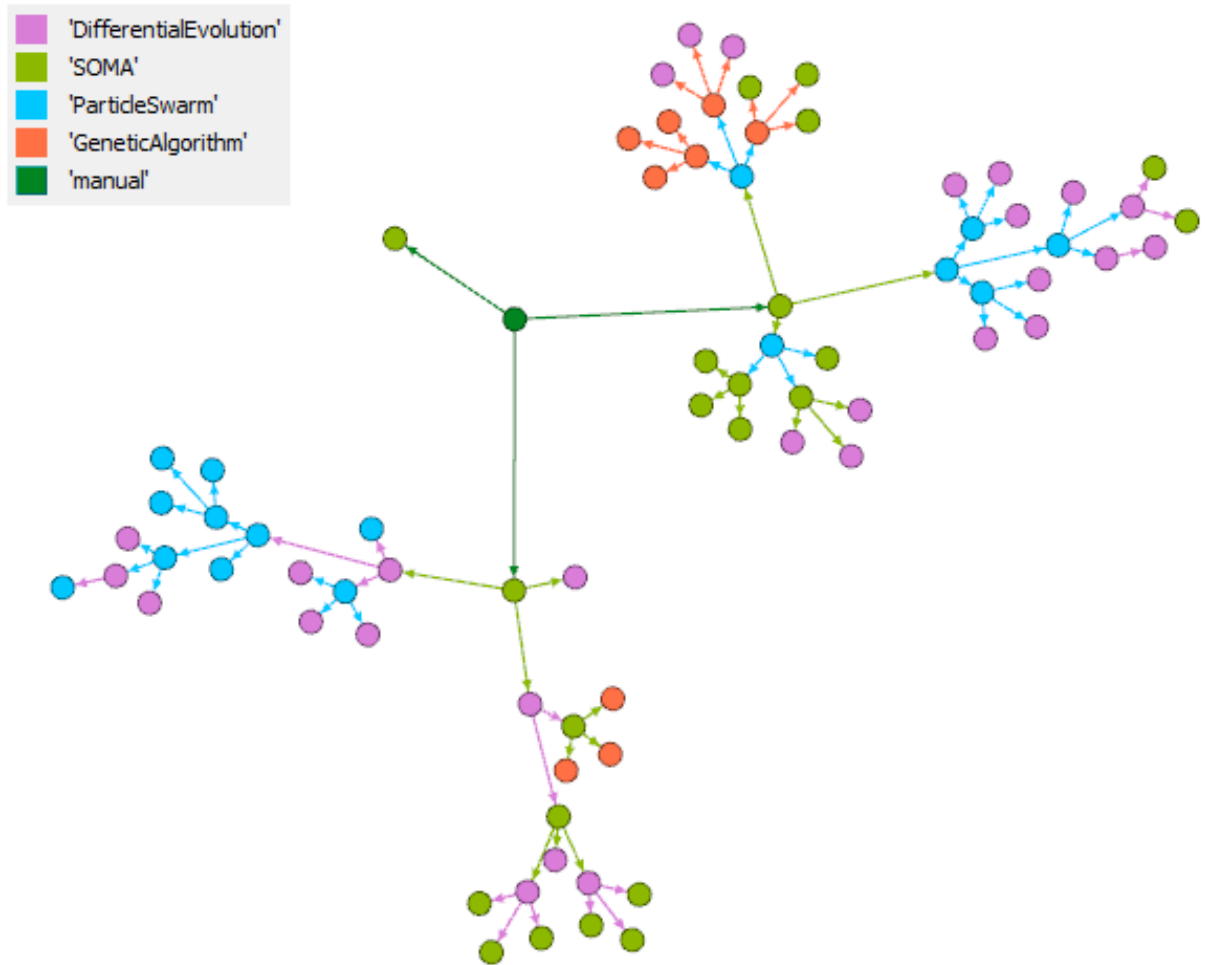 'DifferentialEvolution'
'SOMA'
'ParticleSwarm'
'GeneticAlgorithm'
'manual'